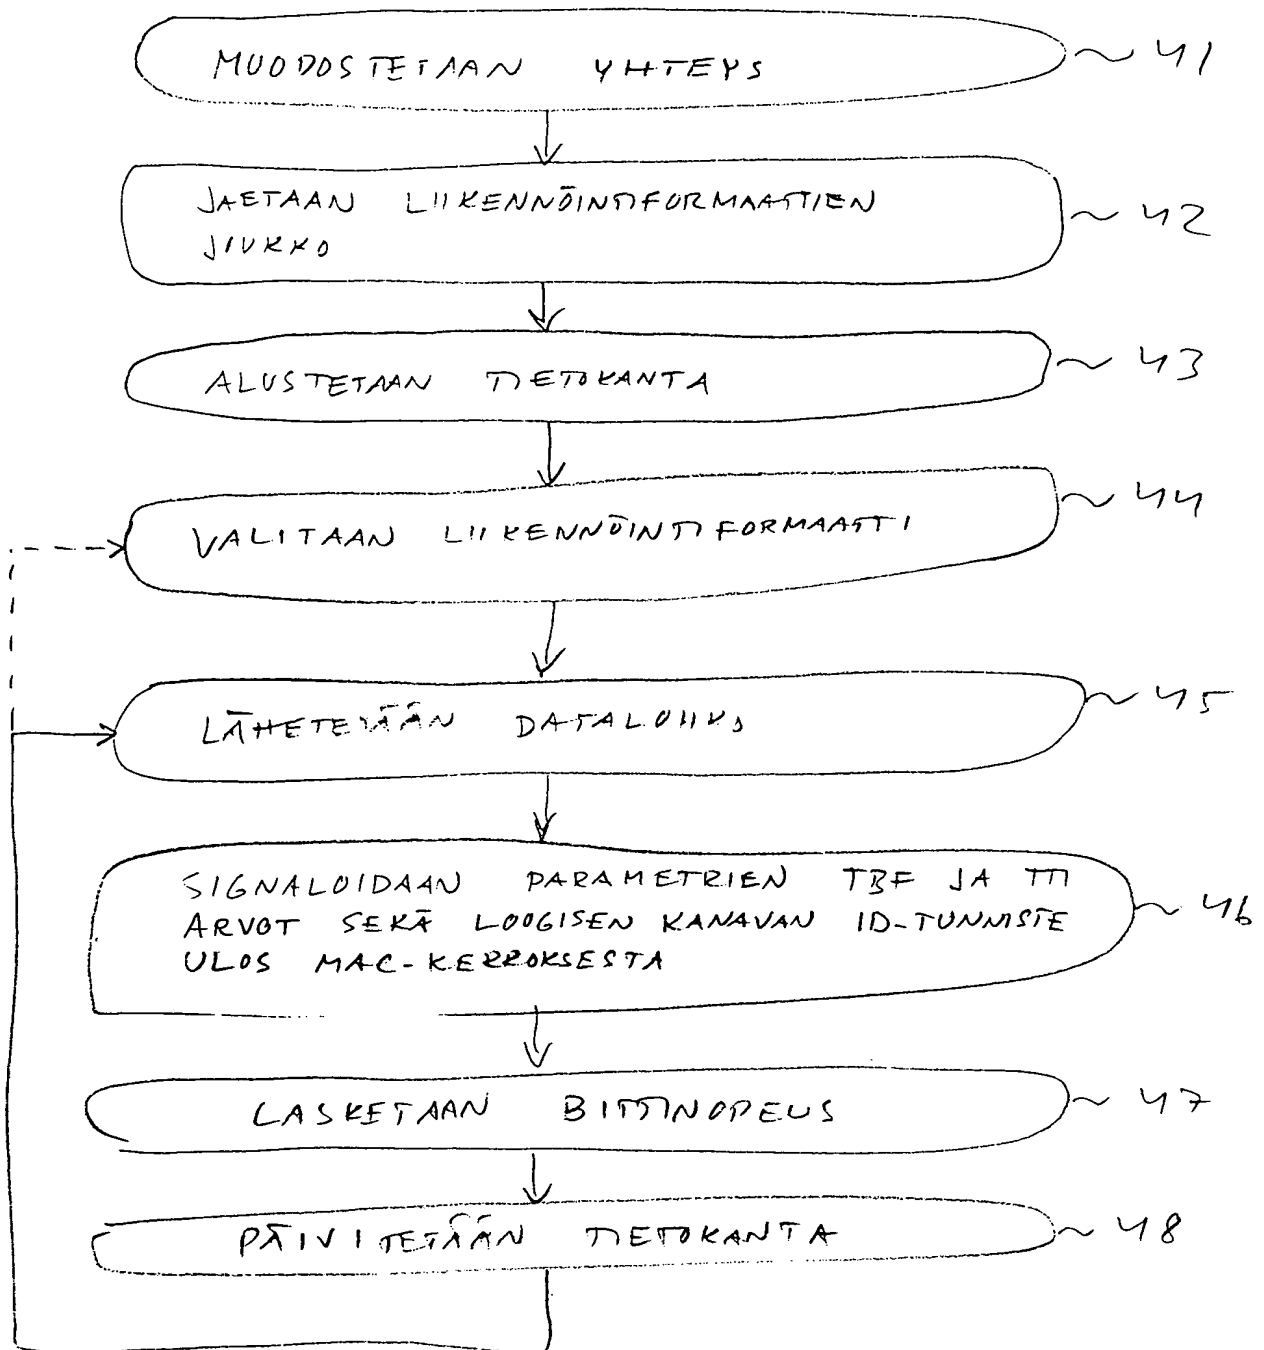 MUODOSTETAAN YHTEYS ~ 41
JAETAAN LIIKENNÖINTIFORMAATTIEN
JOUKKO ~ 42
ALUSTETAAN TIETOKANTA ~ 43
VALITAAN LIIKENNÖINTIFORMAATTI ~ 44
LÄHETETÄÄN DATALOHKO ~ 45
SIGNALOIDAAN PARAMETRIEN TBF JA TTI
ARVOT SEKÄ LOOGISEN KANAVAN ID-TUNNISTE ~ 46
ULOS MAC-KERROKSESTA
LASKETAAN BITTINOPEUS ~ 47
PÄIVITETÄÄN TIETOKANTA ~ 48